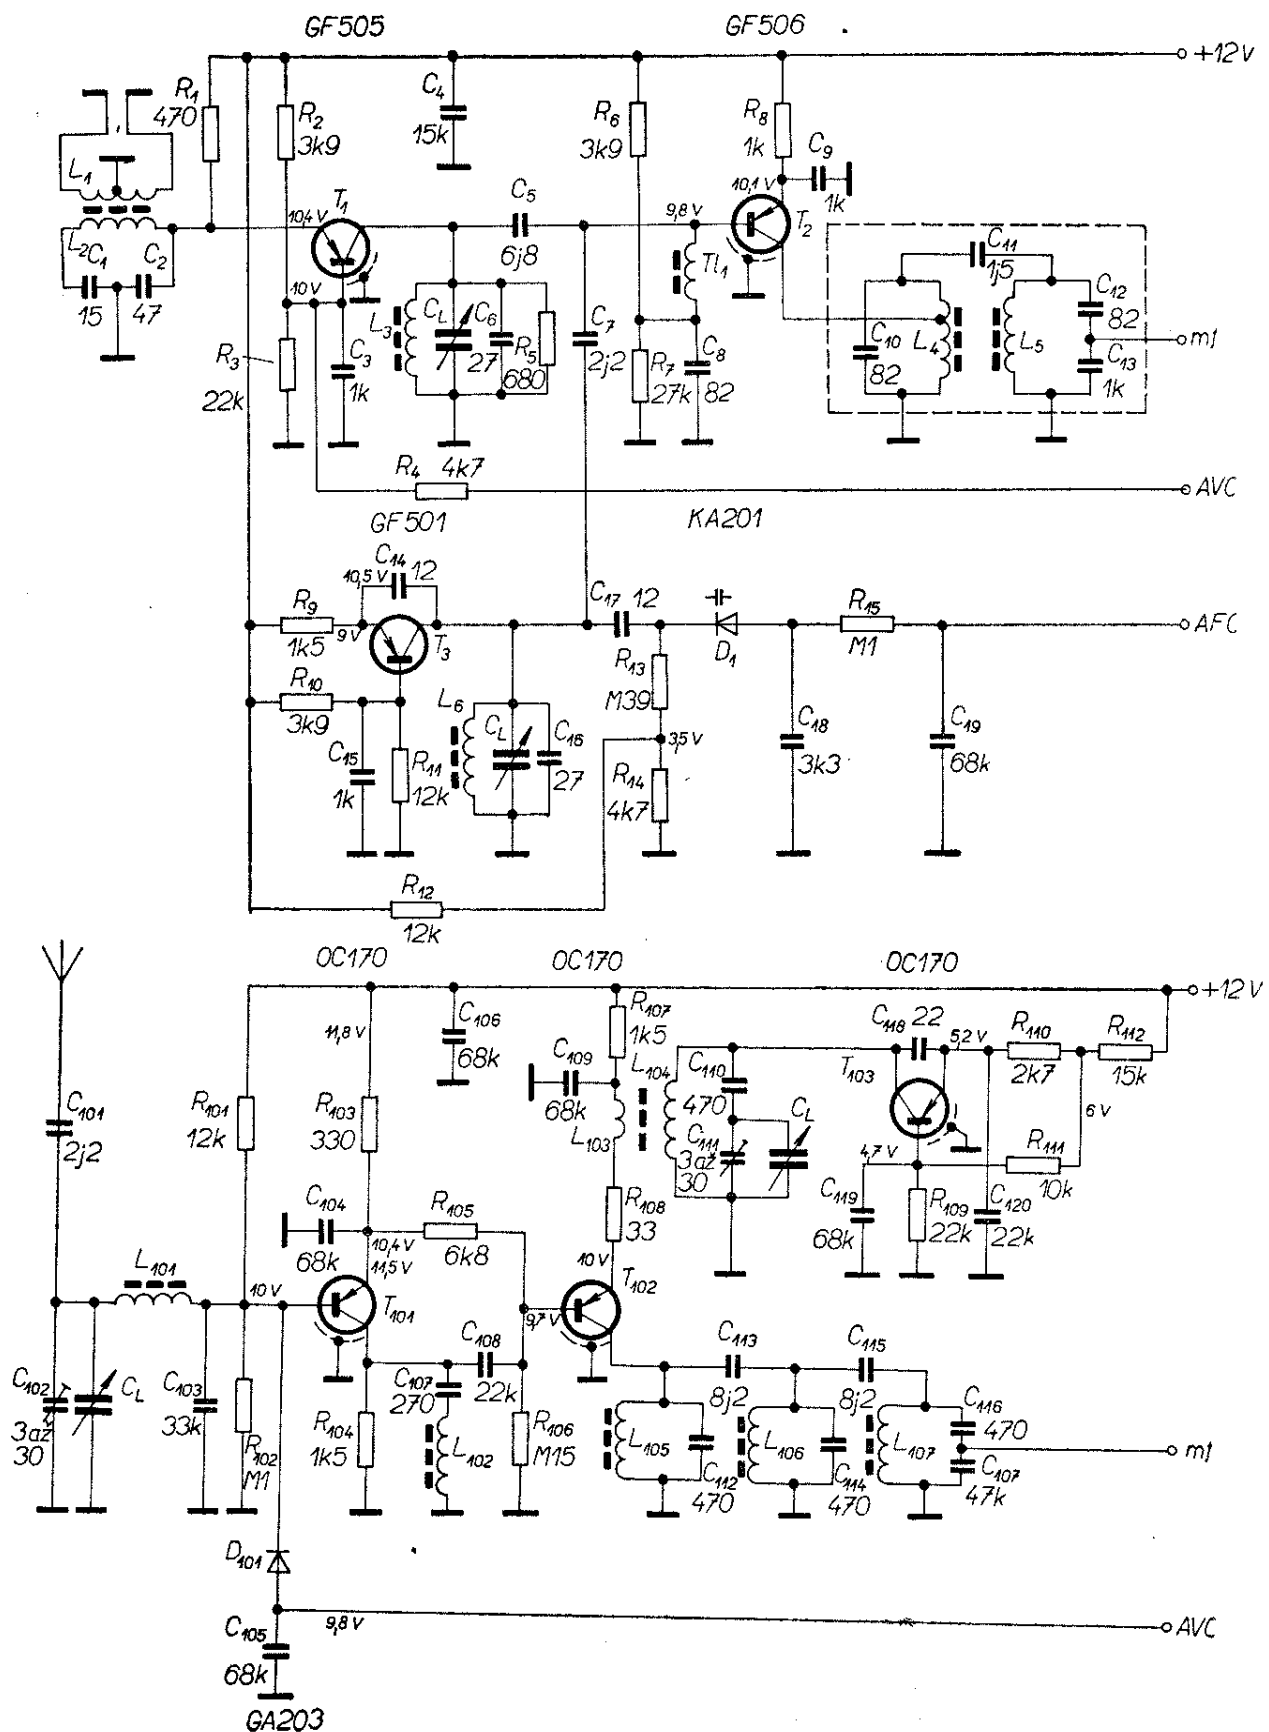 GF505
GF506
+12V
R1
470
R2
3k9
C4
15k
R6
3k9
R8
1k
C9
1k
L1
L2
C1
15
C2
47
10,4 V
T1
C5
6j8
9,8 V
10,1 V
T2
Tl1
10 V
R3
22k
C3
1k
L3
CL
C6
27
R5
680
C7
2j2
R7
27k
C8
82
C11
1j5
C10
82
L4
L5
C12
82
C13
1k
mf
R4 4k7
AVC
GF501
KA201
C14
12
10,5 V
R9
1k5
9V
T3
C17
12
D1
R15
M1
AFC
R10
3k9
C15
1k
R11
12k
L6
CL
C16
27
R13
M39
3,5 V
R14
4k7
C18
3k3
C19
68k
R12
12k
OC170
OC170
OC170
+12V
11,8 V
C106
68k
R107
1k5
C109
68k
L104
L103
C110
470
C111
3až
30
CL
C118 22
5,2 V
T103
R110
2k7
R112
15k
6 V
C101
2j2
R101
12k
R103
330
4,7 V
R111
10k
C104
68k
R105
6k8
R108
33
C119
68k
R109
22k
C120
22k
10,4 V
11,5 V
L101
10 V
T101
10 V
T102
9,7 V
C102
3až
30
CL
C103
33k
R102
M1
R104
1k5
C107
270
C108
22k
L102
R106
M15
C113
8j2
C115
8j2
L105
C112
470
L106
C114
470
L107
C116
470
C107
47k
mf
D101
9,8 V
AVC
C105
68k
GA203